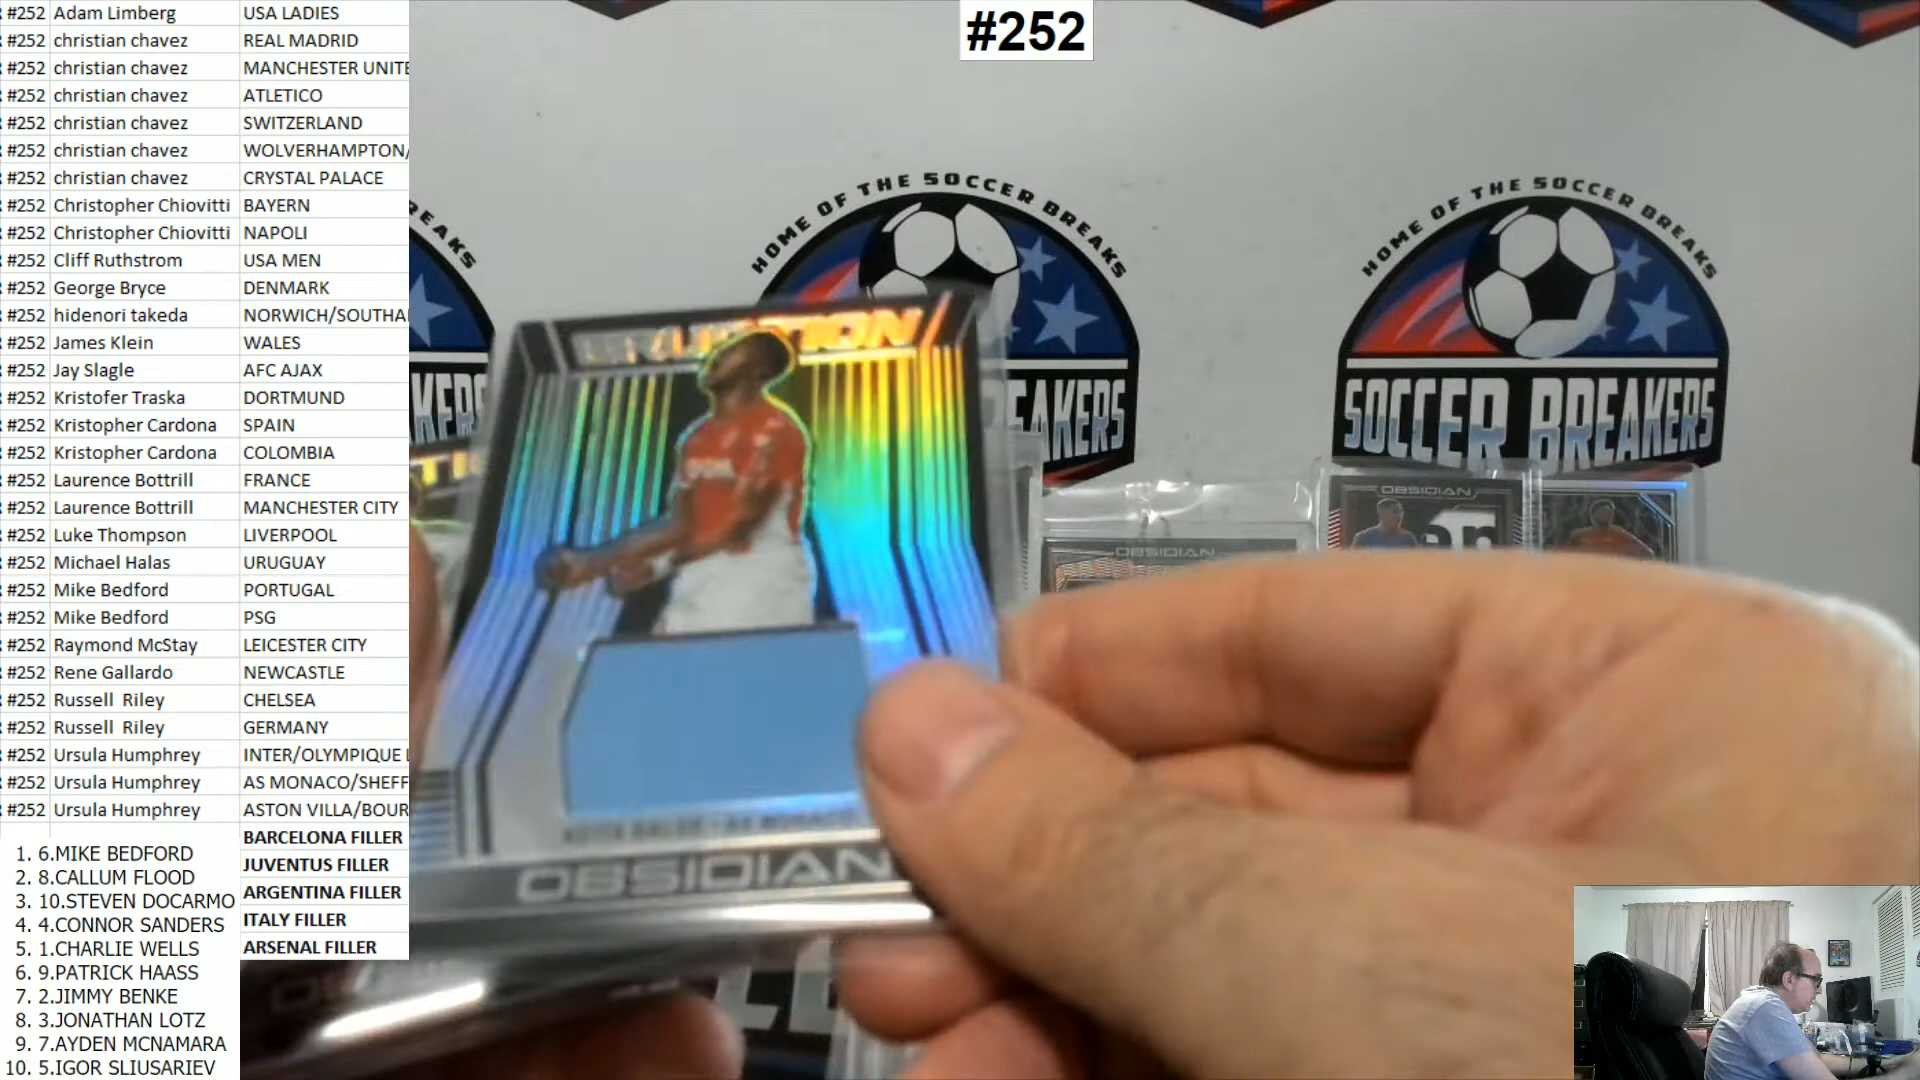 #252
#252 Adam Limberg USA LADIES
#252 christian chavez REAL MADRID
#252 christian chavez MANCHESTER UNITE
#252 christian chavez ATLETICO
#252 christian chavez SWITZERLAND
#252 christian chavez WOLVERHAMPTON/
#252 christian chavez CRYSTAL PALACE
#252 Christopher Chiovitti BAYERN
#252 Christopher Chiovitti NAPOLI
#252 Cliff Ruthstrom USA MEN
#252 George Bryce DENMARK
#252 hidenori takeda NORWICH/SOUTHA
#252 James Klein WALES
#252 Jay Slagle AFC AJAX
#252 Kristofer Traska DORTMUND
#252 Kristopher Cardona SPAIN
#252 Kristopher Cardona COLOMBIA
#252 Laurence Bottrill FRANCE
#252 Laurence Bottrill MANCHESTER CITY
#252 Luke Thompson LIVERPOOL
#252 Michael Halas URUGUAY
#252 Mike Bedford PORTUGAL
#252 Mike Bedford PSG
#252 Raymond McStay LEICESTER CITY
#252 Rene Gallardo NEWCASTLE
#252 Russell Riley CHELSEA
#252 Russell Riley GERMANY
#252 Ursula Humphrey INTER/OLYMPIQUE L
#252 Ursula Humphrey AS MONACO/SHEFF
#252 Ursula Humphrey ASTON VILLA/BOUR
BARCELONA FILLER
JUVENTUS FILLER
ARGENTINA FILLER
ITALY FILLER
ARSENAL FILLER
1. 6.MIKE BEDFORD
2. 8.CALLUM FLOOD
3. 10.STEVEN DOCARMO
4. 4.CONNOR SANDERS
5. 1.CHARLIE WELLS
6. 9.PATRICK HAASS
7. 2.JIMMY BENKE
8. 3.JONATHAN LOTZ
9. 7.AYDEN MCNAMARA
10. 5.IGOR SLIUSARIEV
REAKS
KERS
HOME OF THE SOCCER BREAKS
EAKERS
HOME OF THE SOCCER BREAKS
SOCCER BREAKERS
OBSIDIAN
OBSIDIAN
ERUPTION
OBSIDIAN